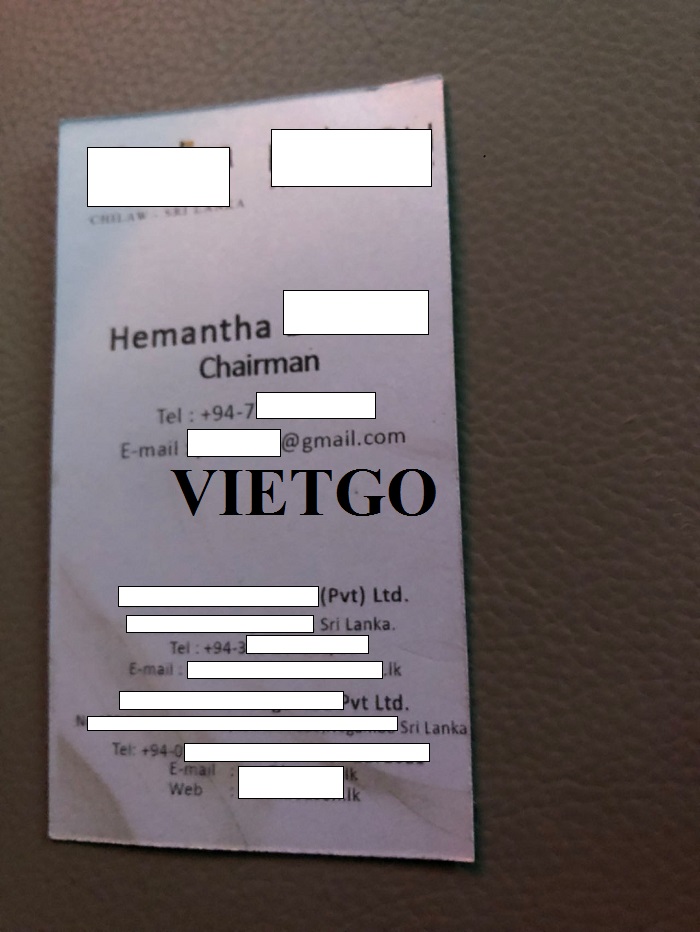 CHILAW - SRI LANKA
Hemantha
Chairman
Tel : +94-7
E-mail @gmail.com
VIETGO
(Pvt) Ltd.
Sri Lanka.
Tel : +94-3
E-mail : .lk
Pvt Ltd.
Sri Lanka
Tel: +94-0
E-mail : lk
Web : .lk